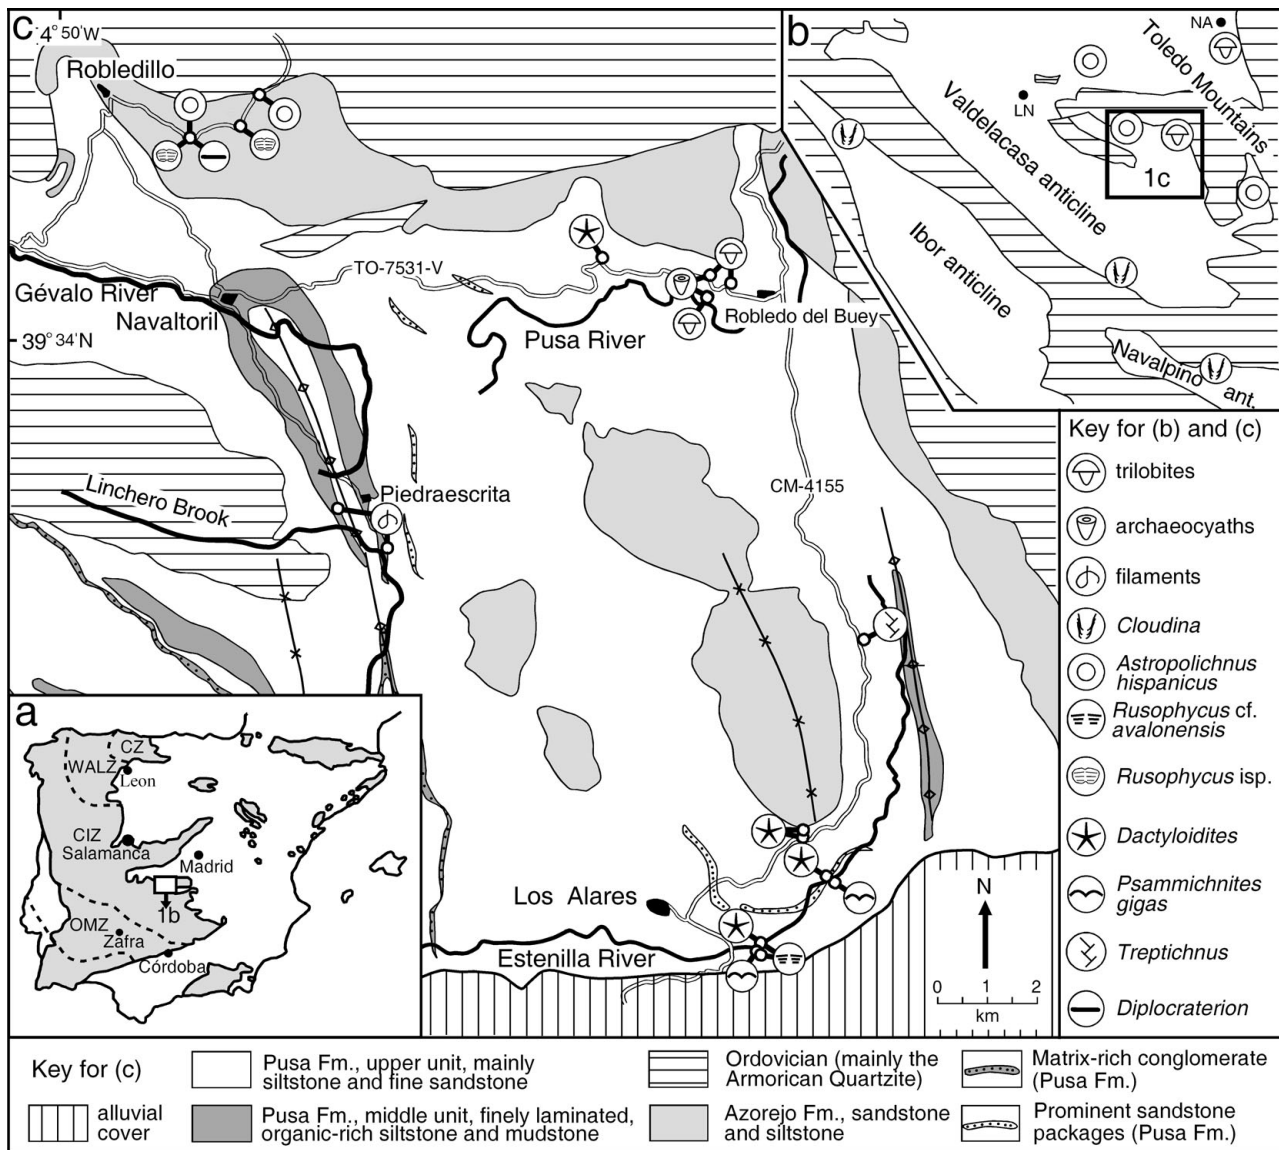 c
4°50'W
Robledillo
TO-7531-V
Gévalo River
Navaltoril
39°34'N
Pusa River
Robledo del Buey
Linchero Brook
Piedraescrita
CM-4155
Los Alares
Estenilla River
N
0 1 2
km
b
NA
Toledo Mountains
LN
Valdelacasa anticline
1c
Ibor anticline
Navalpino
ant.
Key for (b) and (c)
trilobites
archaeocyaths
filaments
Cloudina
Astropolichnus
hispanicus
Rusophycus cf.
avalonensis
Rusophycus isp.
Dactyloidites
Psammichnites
gigas
Treptichnus
Diplocraterion
a
CZ
WALZ
Leon
CIZ
Salamanca
Madrid
1b
OMZ
Zafra
Córdoba
Key for (c)
alluvial
cover
Pusa Fm., upper unit, mainly
siltstone and fine sandstone
Pusa Fm., middle unit, finely laminated,
organic-rich siltstone and mudstone
Ordovician (mainly the
Armorican Quartzite)
Azorejo Fm., sandstone
and siltstone
Matrix-rich conglomerate
(Pusa Fm.)
Prominent sandstone
packages (Pusa Fm.)